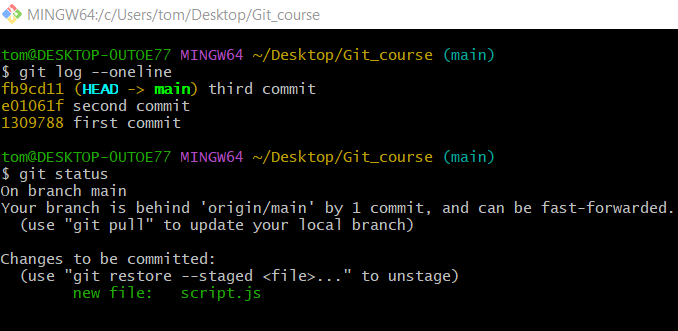 MINGW64:/c/Users/tom/Desktop/Git_course
tom@DESKTOP-OUTOE77 MINGW64 ~/Desktop/Git_course (main)
$ git log --oneline
fb9cd11 (HEAD -> main) third commit
e01061f second commit
1309788 first commit
tom@DESKTOP-OUTOE77 MINGW64 ~/Desktop/Git_course (main)
$ git status
On branch main
Your branch is behind 'origin/main' by 1 commit, and can be fast-forwarded.
  (use "git pull" to update your local branch)
Changes to be committed:
  (use "git restore --staged <file>..." to unstage)
        new file:   script.js